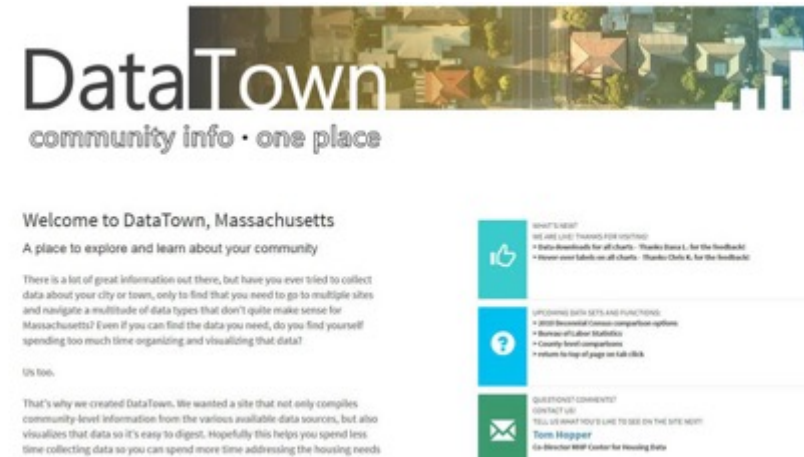 DataTown
community info • one place
Welcome to DataTown, Massachusetts
A place to explore and learn about your community
There is a lot of great information out there, but have you ever tried to collect
data about your city or town, only to find that you need to go to multiple sites
and navigate a multitude of data types that don't quite make sense for
Massachusetts? Even if you can find the data you need, do you find yourself
spending too much time organizing and visualizing that data?
Us too.
That's why we created DataTown. We wanted a site that not only compiles
community-level information from the various available data sources, but also
visualizes that data so it's easy to digest. Hopefully this helps you spend less
time collecting data so you can spend more time addressing the housing needs
WHAT'S NEW?
WE ARE LIVE! THANKS FOR VISITING!
• Data downloads for all charts - Thanks Dana L. for the feedback!
• Hover over labels on all charts - Thanks Chris K. for the feedback!
UPCOMING DATA SETS AND FUNCTIONS:
• 2010 Decennial Census comparison options
• Bureau of Labor Statistics
• County level comparisons
• return to top of page on tab click
QUESTIONS? COMMENTS?
CONTACT US!
TELL US WHAT YOU'D LIKE TO SEE ON THE SITE NEXT!
Tom Hopper
Co-Director MHP Center for Housing Data